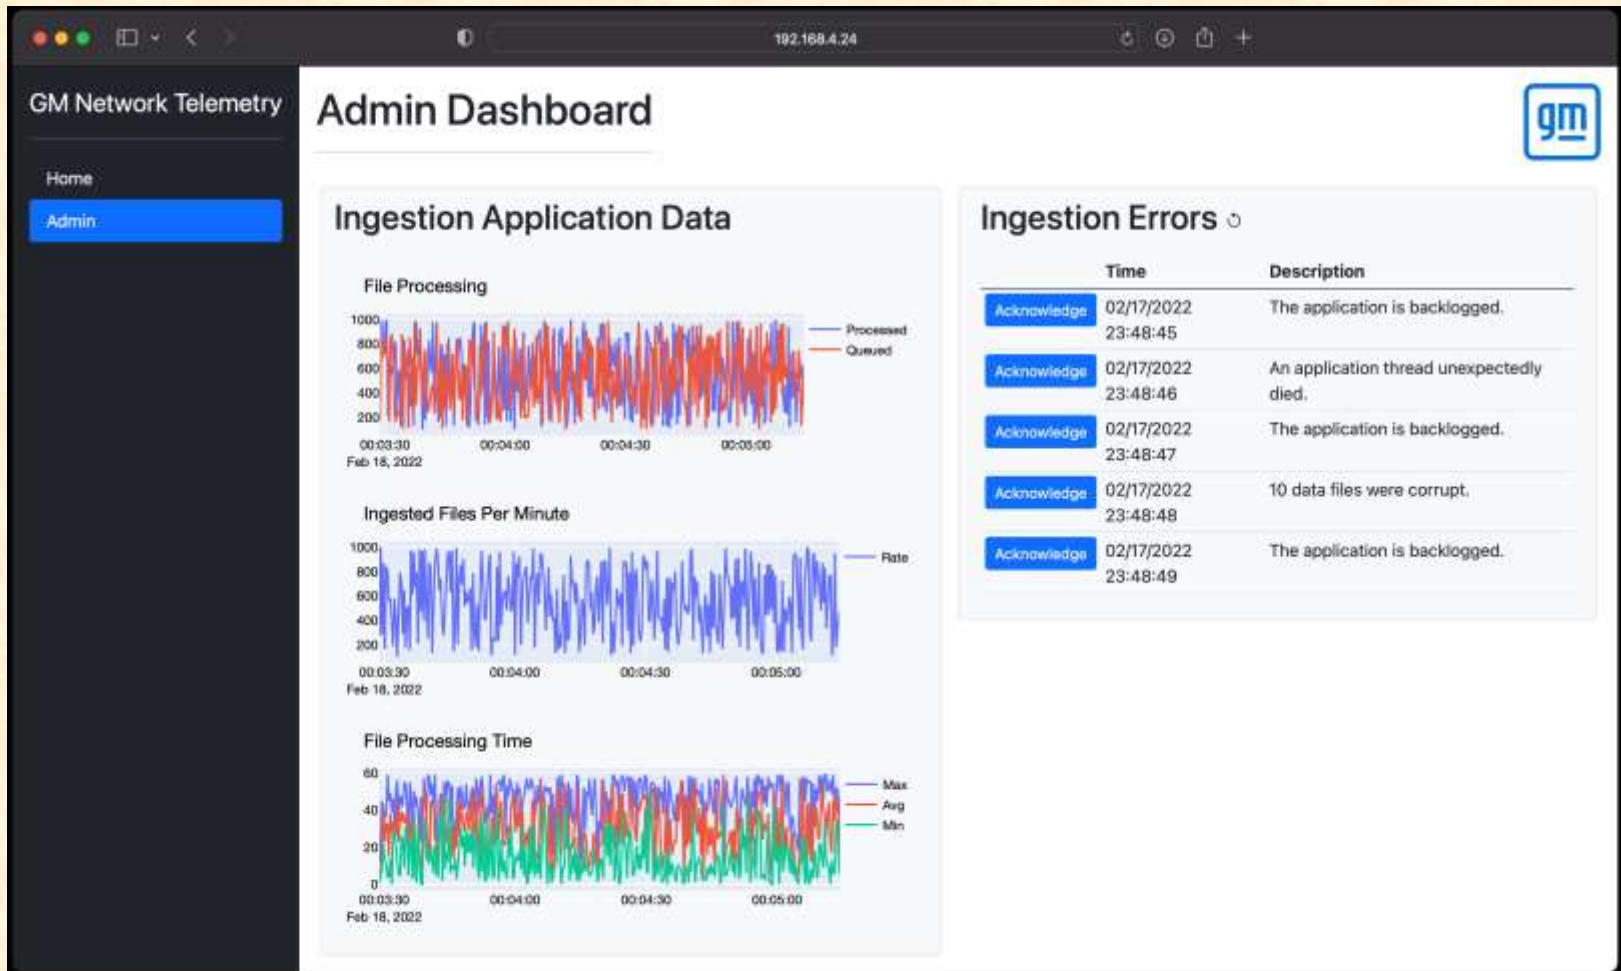 192.168.4.24
GM Network Telemetry
Home
Admin
Admin Dashboard
gm
Ingestion Application Data
File Processing
1000
800
600
400
200
00:03:30
Feb 18, 2022
00:04:00
00:04:30
00:05:00
Processed
Queued
Ingested Files Per Minute
1000
800
600
400
200
00:03:30
Feb 18, 2022
00:04:00
00:04:30
00:05:00
Rate
File Processing Time
60
40
20
0
00:03:30
Feb 18, 2022
00:04:00
00:04:30
00:05:00
Max
Avg
Min
Ingestion Errors
Time Description
Acknowledge 02/17/2022 The application is backlogged.
23:48:45
Acknowledge 02/17/2022 An application thread unexpectedly
23:48:46 died.
Acknowledge 02/17/2022 The application is backlogged.
23:48:47
Acknowledge 02/17/2022 10 data files were corrupt.
23:48:48
Acknowledge 02/17/2022 The application is backlogged.
23:48:49